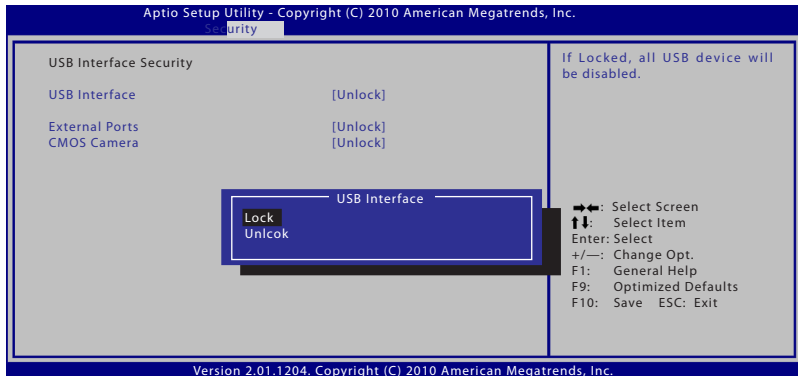 Aptio Setup Utility - Copyright (C) 2010 American Megatrends, Inc.
Security
USB Interface Security
USB Interface [Unlock]
External Ports [Unlock]
CMOS Camera [Unlock]
USB Interface
Lock
Unlcok
If Locked, all USB device will
be disabled.
→←: Select Screen
↑↓: Select Item
Enter: Select
+/—: Change Opt.
F1: General Help
F9: Optimized Defaults
F10: Save ESC: Exit
Version 2.01.1204. Copyright (C) 2010 American Megatrends, Inc.